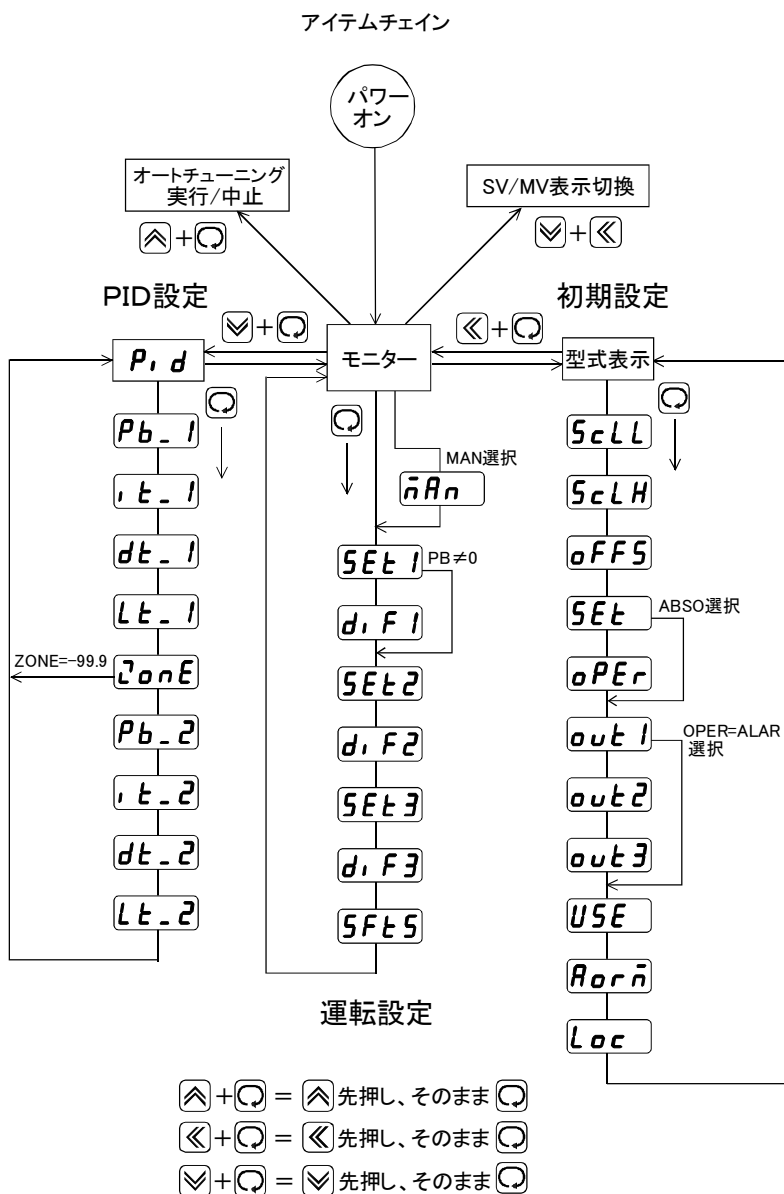 アイテムチェイン
パワー
オン
オートチューニング
実行/中止
SV/MV表示切換
+
+
PID設定
初期設定
+
+
Pid
モニター
型式表示
Pb_1
it_1
dt_1
Lt_1
ZonE
ZONE=-99.9
Pb_2
it_2
dt_2
Lt_2
MAN選択
mAn
SEt1
PB≠0
diF1
SEt2
diF2
SEt3
diF3
SFtS
運転設定
ScLL
ScLH
oFFS
SEt
ABSO選択
oPEr
out1
OPER=ALAR
選択
out2
out3
USE
Aorm
Loc
+ = 先押し、そのまま
+ = 先押し、そのまま
+ = 先押し、そのまま